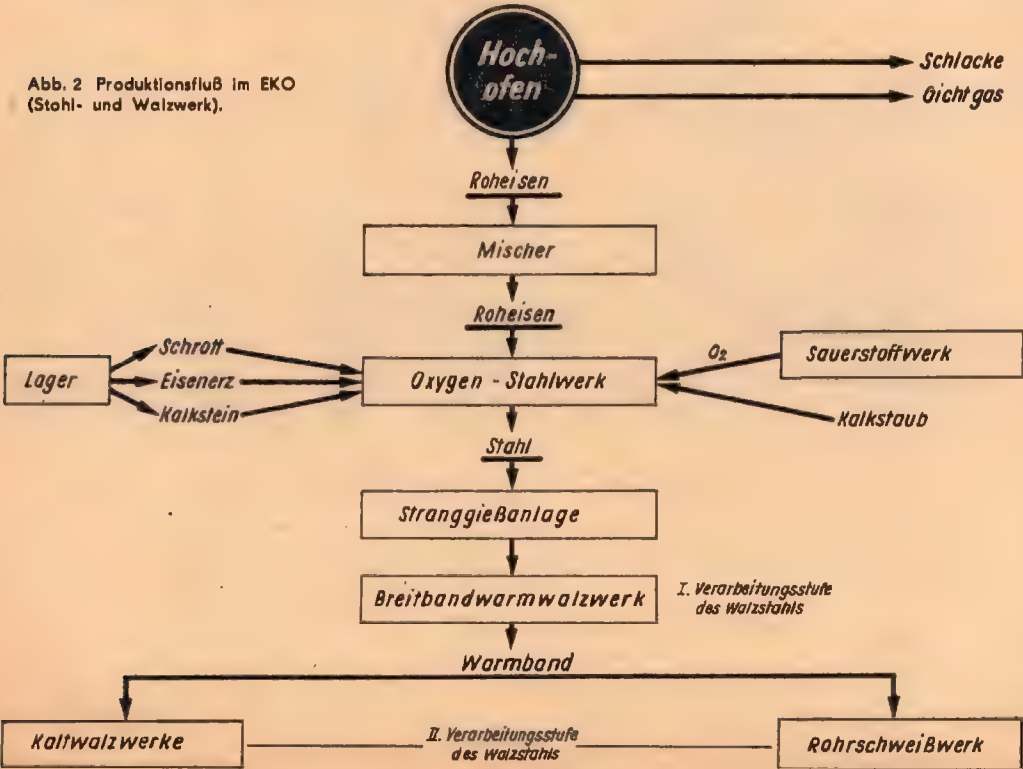 Abb. 2 Produktionsfluß im EKO
(Stahl- und Walzwerk).
Hoch-
ofen
Schlacke
Gichtgas
Roheisen
Mischer
Roheisen
Lager
Schrott
Eisenerz
Kalkstein
Oxygen - Stahlwerk
O₂
Sauerstoffwerk
Kalkstaub
Stahl
Stranggießanlage
Breitbandwarmwalzwerk
I. Verarbeitungsstufe
des Walzstahls
Warmband
Kaltwalzwerke
II. Verarbeitungsstufe
des Walzstahls
Rohrschweißwerk